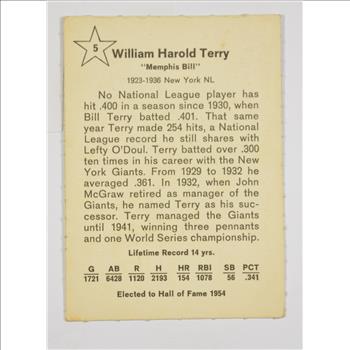 5
William Harold Terry
"Memphis Bill"
1923-1936 New York NL
No National League player has
hit .400 in a season since 1930, when
Bill Terry batted .401. That same
year Terry made 254 hits, a National
League record he still shares with
Lefty O'Doul. Terry batted over .300
ten times in his career with the New
York Giants. From 1929 to 1932 he
averaged .361. In 1932, when John
McGraw retired as manager of the
Giants, he named Terry as his suc-
cessor. Terry managed the Giants
until 1941, winning three pennants
and one World Series championship.
Lifetime Record 14 yrs.
G AB R H HR RBI SB PCT
1721 6428 1120 2193 154 1078 56 .341
Elected to Hall of Fame 1954